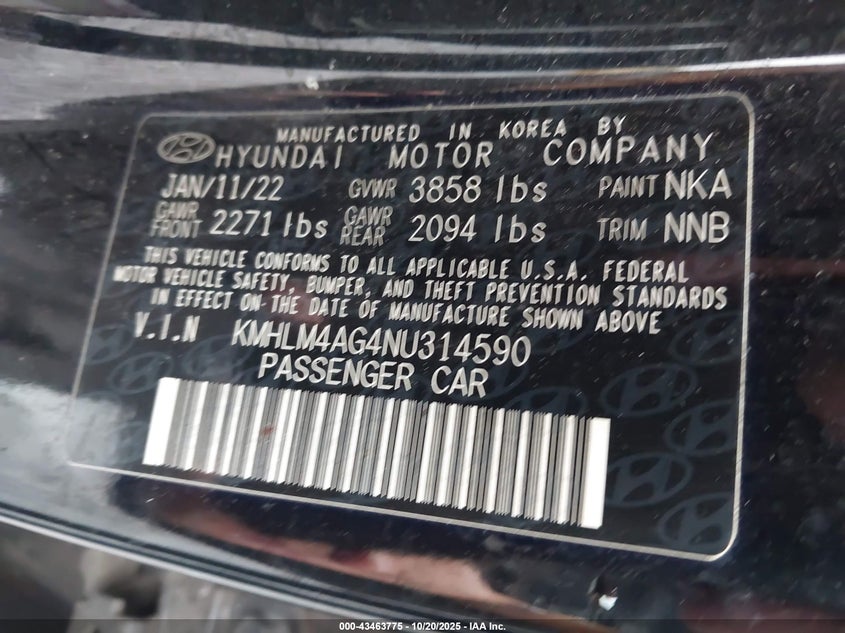 MANUFACTURED IN KOREA BY
HYUNDAI MOTOR COMPANY
JAN/11/22 GVWR 3858 lbs PAINT NKA
GAWR FRONT 2271 lbs GAWR REAR 2094 lbs TRIM NNB
THIS VEHICLE CONFORMS TO ALL APPLICABLE U.S.A. FEDERAL
MOTOR VEHICLE SAFETY, BUMPER, AND THEFT PREVENTION STANDARDS
IN EFFECT ON THE DATE OF MANUFACTURE SHOWN ABOVE
V.I.N KMHLM4AG4NU314590
PASSENGER CAR
000-43463775 - 10/20/2025 - IAA Inc.